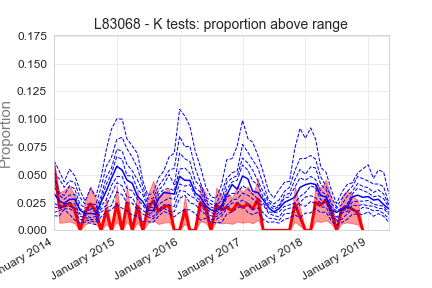 L83068 - K tests: proportion above range
0.175
0.150
0.125
0.100
0.075
0.050
0.025
0.000
Proportion
2014
January 2015
January 2016
January 2017
January 2018
January 2019